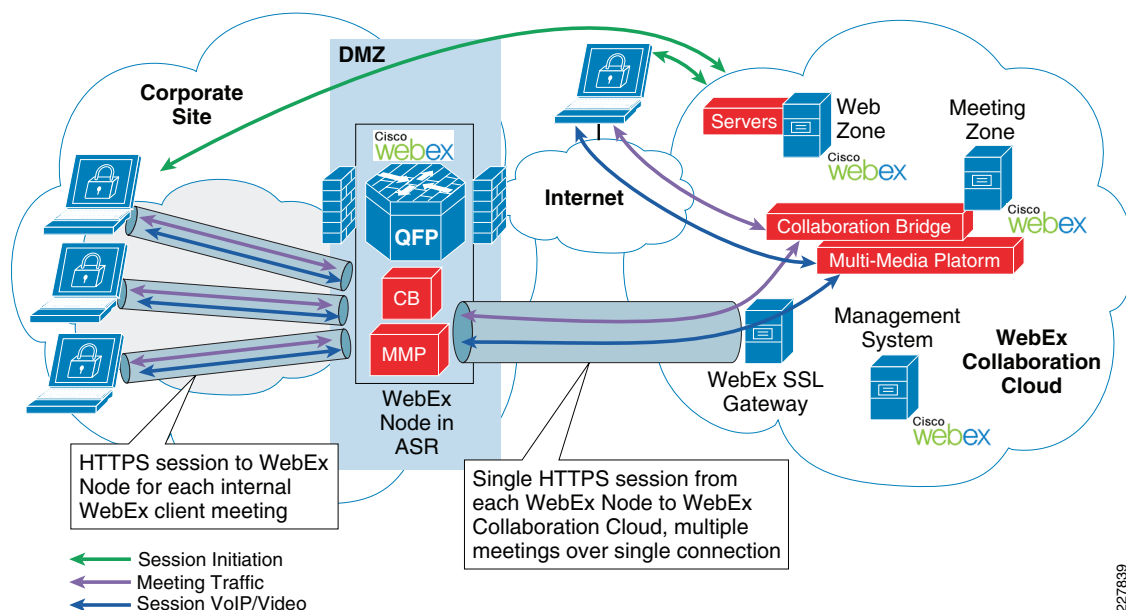 DMZ
Corporate
Site
Cisco
webex
QFP
CB
MMP
WebEx
Node in
ASR
Internet
Servers
Web
Zone
Cisco
webex
Meeting
Zone
Cisco
webex
Collaboration Bridge
Multi-Media Platorm
Management
System
Cisco
webex
WebEx
Collaboration
Cloud
WebEx SSL
Gateway
HTTPS session to WebEx
Node for each internal
WebEx client meeting
Single HTTPS session from
each WebEx Node to WebEx
Collaboration Cloud, multiple
meetings over single connection
Session Initiation
Meeting Traffic
Session VoIP/Video
227839